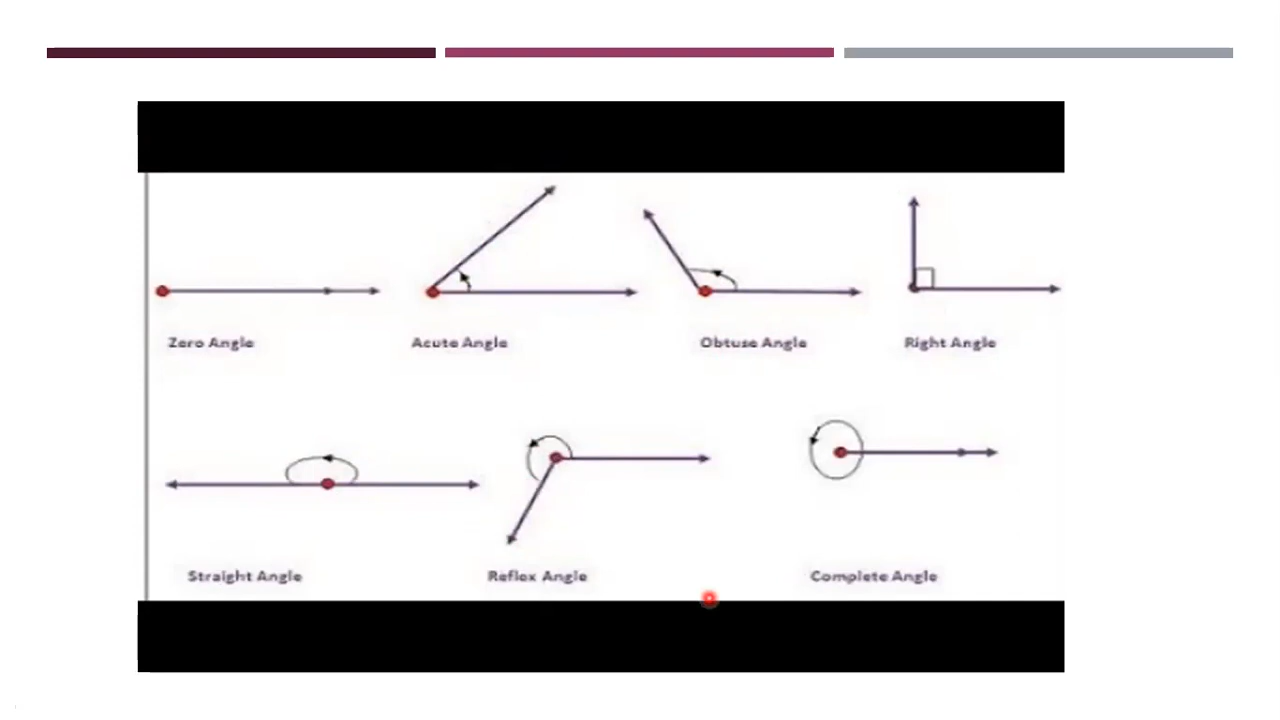 Zero Angle
Acute Angle
Obtuse Angle
Right Angle
Straight Angle
Reflex Angle
Complete Angle